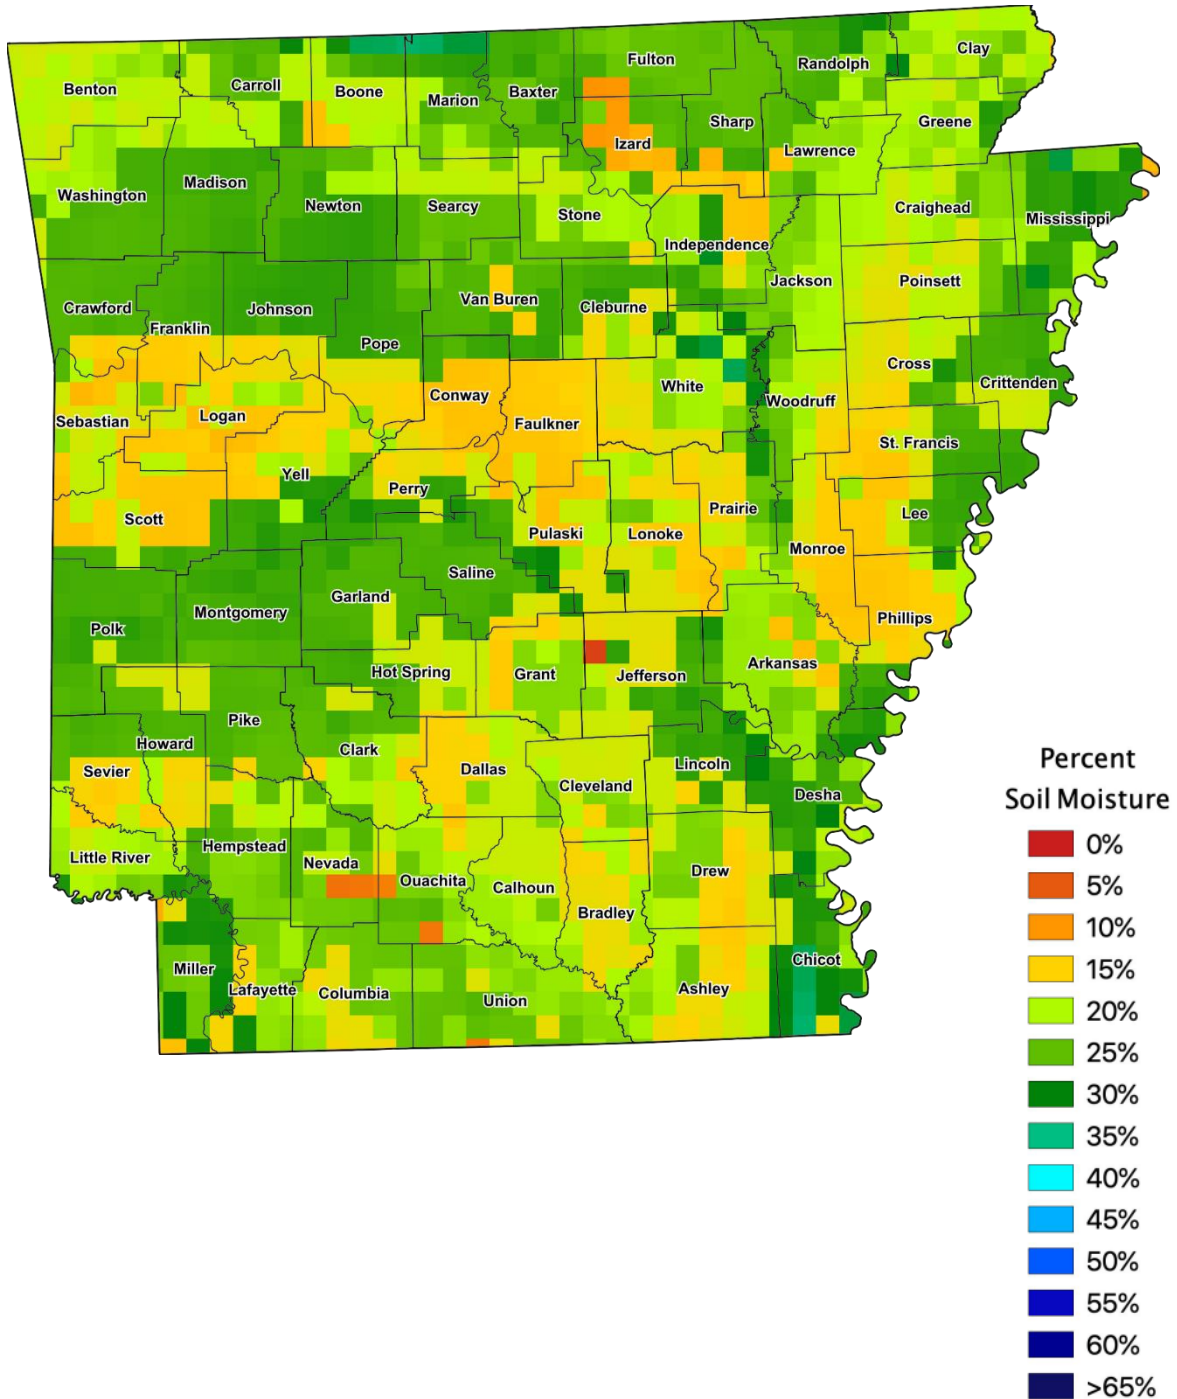 Clay
Fulton
Randolph
Carroll
Benton
Boone
Marion
Baxter
Sharp
Greene
Izard
Lawrence
Madison
Washington
Newton
Searcy
Stone
Craighead
Mississippi
Independence
Jackson
Poinsett
Crawford
Johnson
Van Buren
Cleburne
Franklin
Pope
Cross
Crittenden
White
Conway
Woodruff
Logan
Sebastian
Faulkner
St. Francis
Yell
Perry
Prairie
Lee
Scott
Pulaski
Lonoke
Monroe
Saline
Garland
Montgomery
Polk
Phillips
Arkansas
Hot Spring
Grant
Jefferson
Pike
Howard
Clark
Sevier
Dallas
Lincoln
Cleveland
Desha
Hempstead
Little River
Nevada
Ouachita
Calhoun
Drew
Bradley
Chicot
Miller
Lafayette
Columbia
Union
Ashley
Percent
Soil Moisture
0%
5%
10%
15%
20%
25%
30%
35%
40%
45%
50%
55%
60%
>65%